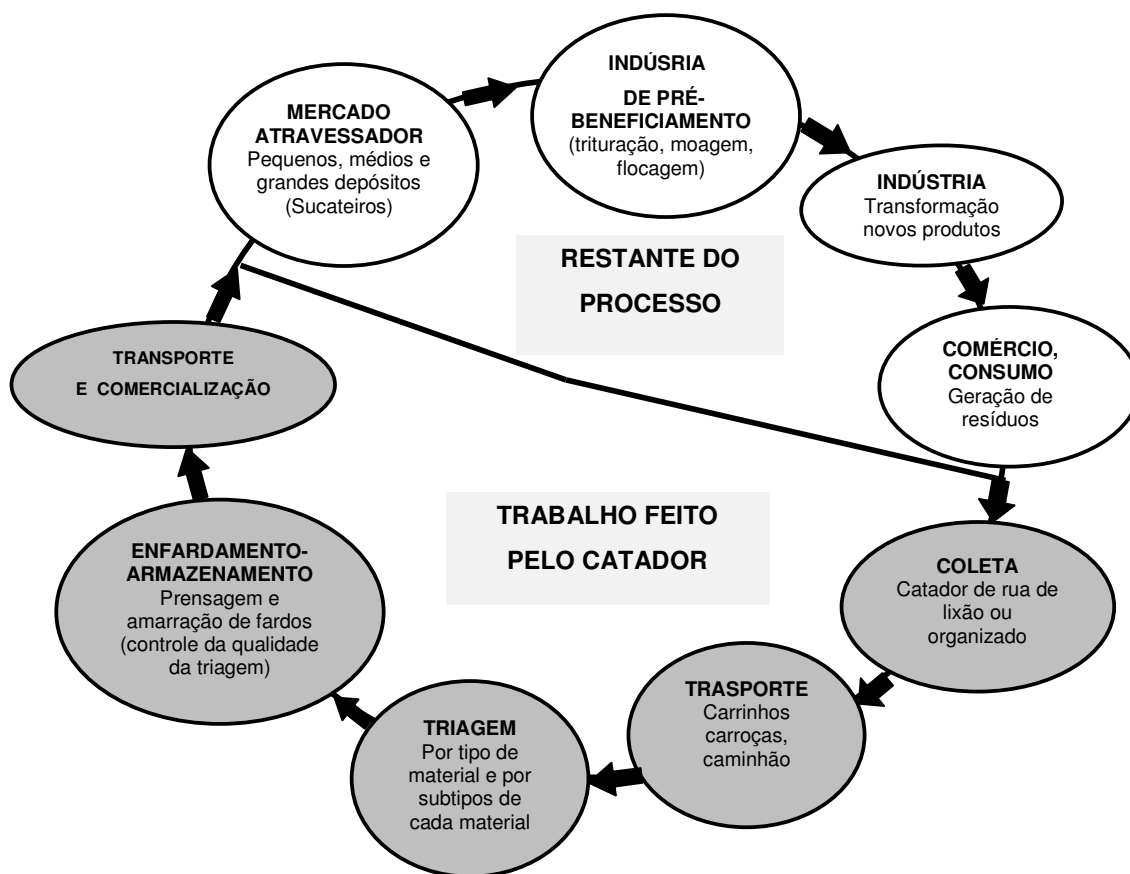 INDÚSRIA
DE PRÉ-
BENEFICIAMENTO
(trituração, moagem,
flocagem)
MERCADO
ATRAVESSADOR
Pequenos, médios e
grandes depósitos
(Sucateiros)
INDÚSTRIA
Transformação
novos produtos
RESTANTE DO
PROCESSO
COMÉRCIO,
CONSUMO
Geração de
resíduos
TRANSPORTE
E COMERCIALIZAÇÃO
TRABALHO FEITO
PELO CATADOR
ENFARDAMENTO-
ARMAZENAMENTO
Prensagem e
amarração de fardos
(controle da qualidade
da triagem)
COLETA
Catador de rua de
lixão ou
organizado
TRASPORTE
Carrinhos
carroças,
caminhão
TRIAGEM
Por tipo de
material e por
subtipos de
cada material